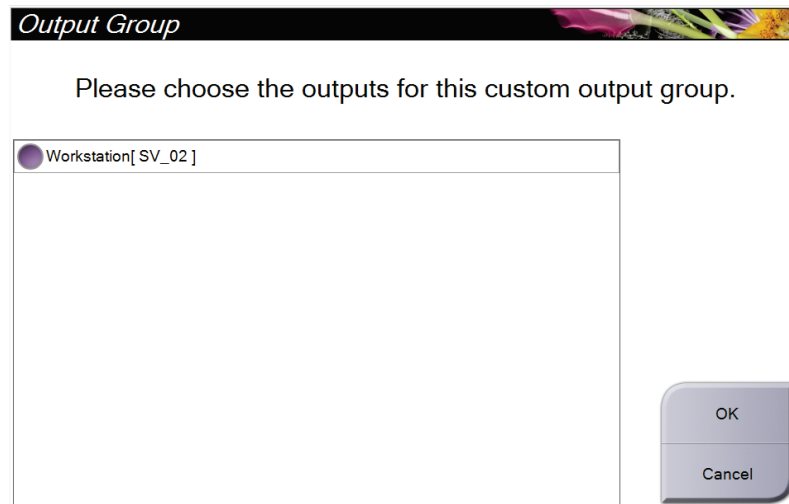 Output Group
Please choose the outputs for this custom output group.
Workstation[ SV_02 ]
OK
Cancel